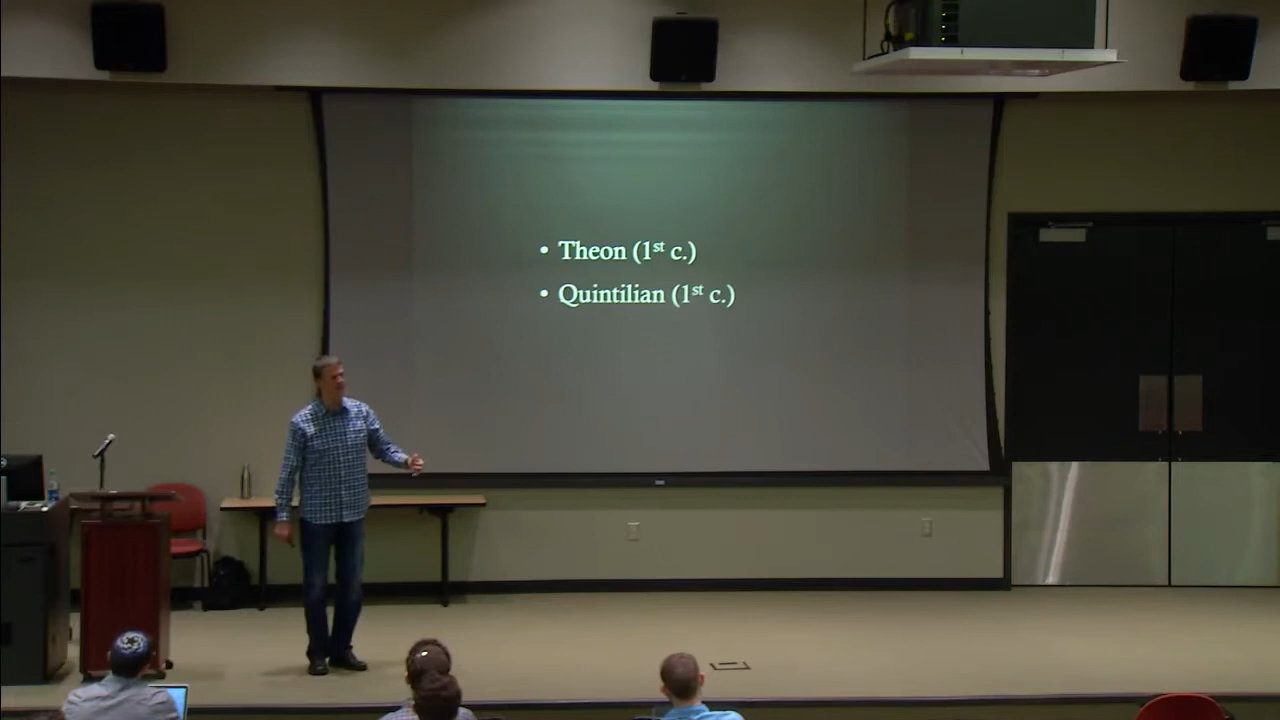 • Theon (1st c.)
• Quintilian (1st c.)